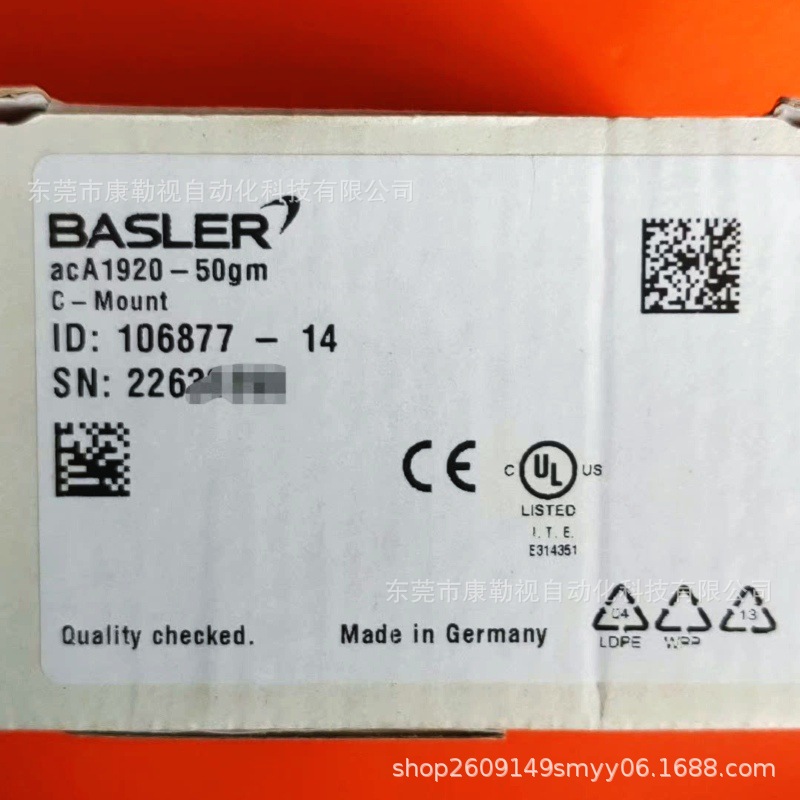 东莞市康勒视自动化科技有限公司
BASLER
acA1920-50gm
C-Mount
ID: 106877 - 14
SN: 2263
CE
C UL US
LISTED
I. T. E.
E314351
东莞市康勒视自动化科技有限公司
04
13
LDPE
Quality checked.
Made in Germany
shop2609149smyy06.1688.com